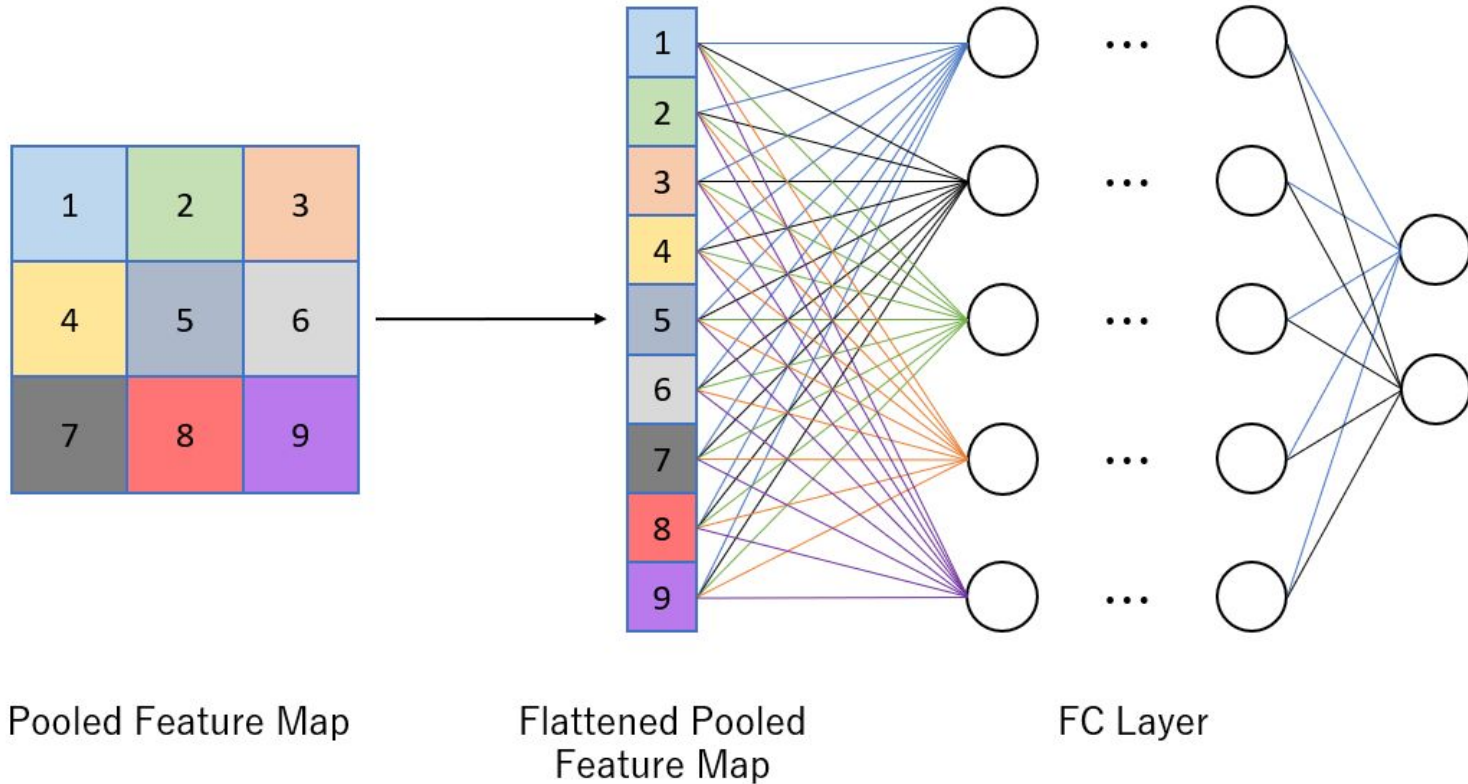 1 2 3
4 5 6
7 8 9
1
2
3
4
5
6
7
8
9
...
...
...
...
...
Pooled Feature Map
Flattened Pooled
Feature Map
FC Layer